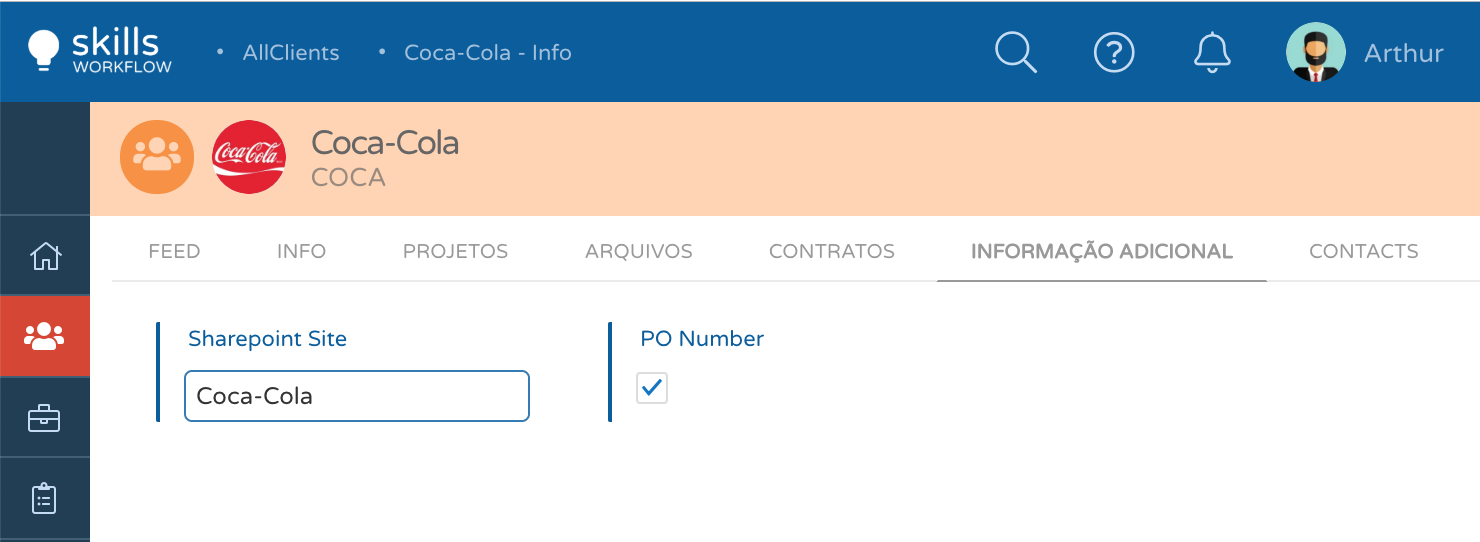 skills
WORKFLOW
• AllClients • Coca-Cola - Info
Arthur
Coca-Cola
Coca-Cola
COCA
FEED INFO PROJETOS ARQUIVOS CONTRATOS INFORMAÇÃO ADICIONAL CONTACTS
Sharepoint Site PO Number
Coca-Cola